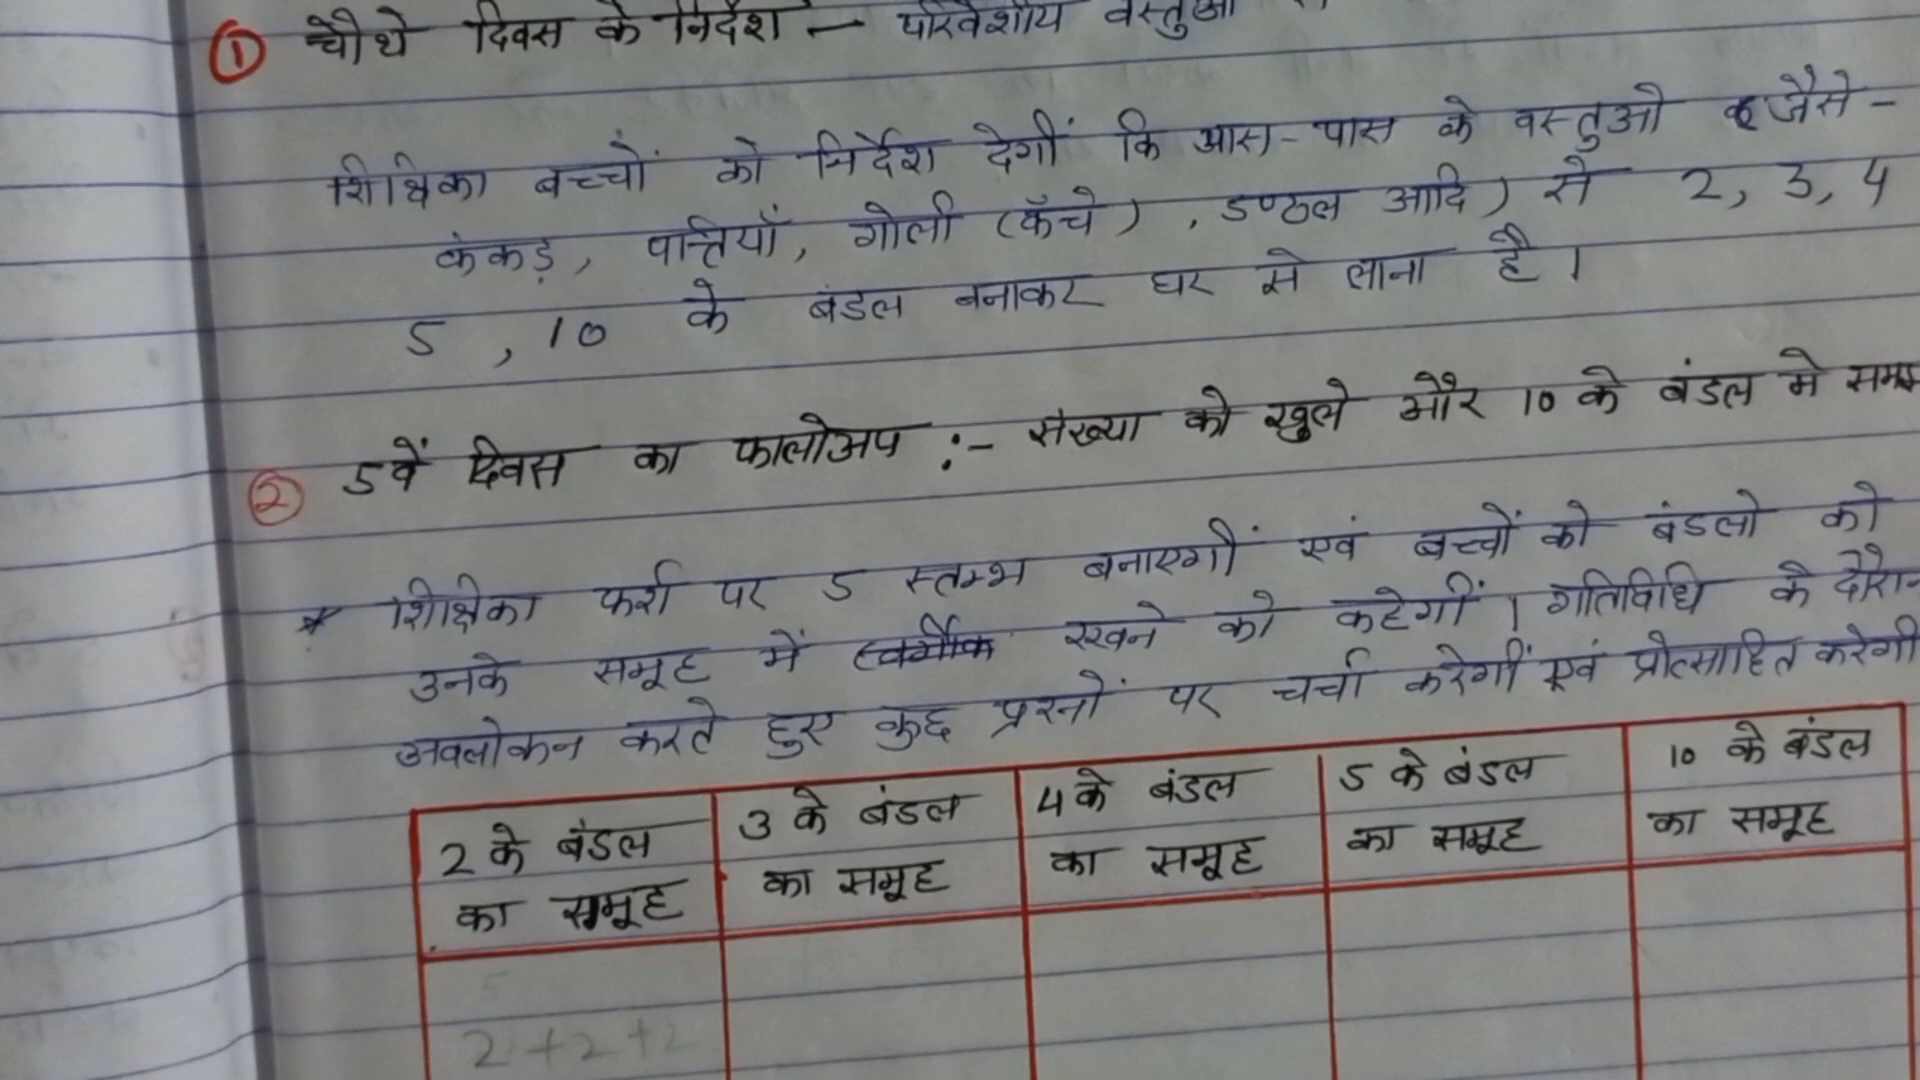 ① चौथे दिवस के निर्देश — परिवेशीय वस्तुओं
शिक्षिका बच्चों को निर्देश देगीं कि आस-पास के वस्तुओ जैसे -
कंकड़, पत्तियाँ, गोली (कँचे), डण्ठल आदि) से 2, 3, 4
5, 10 के बंडल बनाकर घर से लाना है।
② 5वें दिवस का फालोअप :- संख्या को खुले और 10 के बंडल मे
* शिक्षिका फर्श पर 5 स्तम्भ बनाएगीं एवं बच्चों को बंडलो को
उनके समूह में रखने को कहेगीं। गतिविधि के दौरान
अवलोकन करते हुए कुछ प्रश्नों पर चर्चा करेगीं एवं प्रोत्साहित करेगी
2 के बंडल का समूह
3 के बंडल का समूह
4 के बंडल का समूह
5 के बंडल का समूह
10 के बंडल का समूह
2+2+2